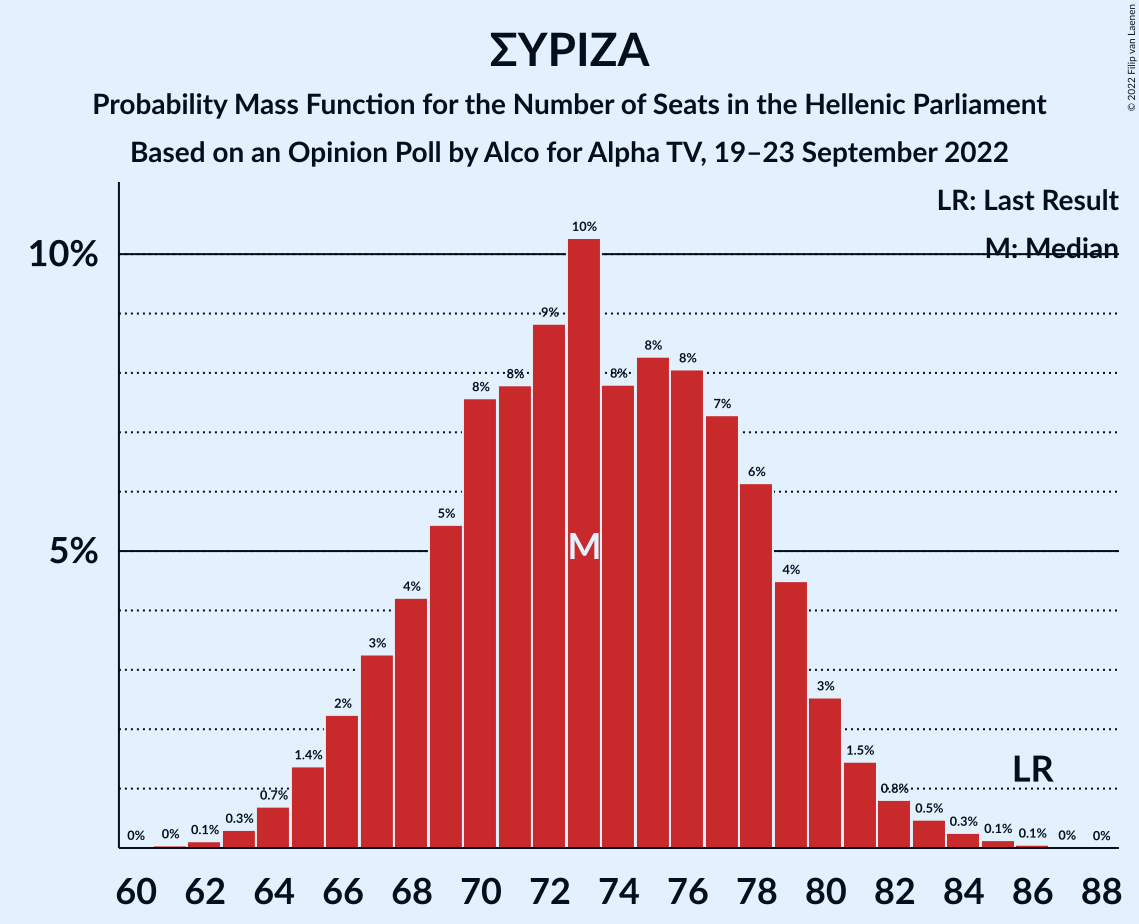 ΣΥΡΙΖΑ
Probability Mass Function for the Number of Seats in the Hellenic Parliament
Based on an Opinion Poll by Alco for Alpha TV, 19–23 September 2022
© 2022 Filip van Laenen
LR: Last Result
M: Median
10%
5%
0% 0% 0.1% 0.3% 0.7% 1.4% 2% 3% 4% 5% 8% 8% 9% 10% 8% 8% 8% 7% 6% 4% 3% 1.5% 0.8% 0.5% 0.3% 0.1% 0.1% 0% 0%
M
LR
60 62 64 66 68 70 72 74 76 78 80 82 84 86 88